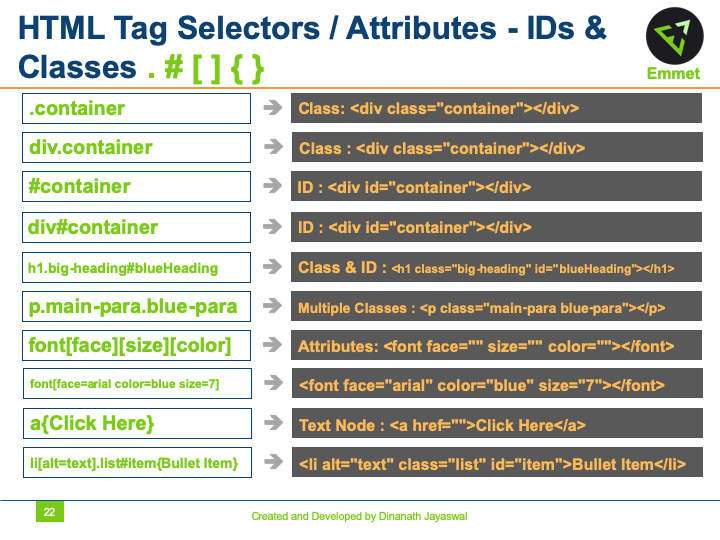 HTML Tag Selectors / Attributes - IDs &
Classes . # [ ] { }
Emmet
.container
Class: <div class="container"></div>
div.container
Class : <div class="container"></div>
#container
ID : <div id="container"></div>
div#container
ID : <div id="container"></div>
h1.big-heading#blueHeading
Class & ID : <h1 class="big-heading" id="blueHeading"></h1>
p.main-para.blue-para
Multiple Classes : <p class="main-para blue-para"></p>
font[face][size][color]
Attributes: <font face="" size="" color=""></font>
font[face=arial color=blue size=7]
<font face="arial" color="blue" size="7"></font>
a{Click Here}
Text Node : <a href="">Click Here</a>
li[alt=text].list#item{Bullet Item}
<li alt="text" class="list" id="item">Bullet Item</li>
22
Created and Developed by Dinanath Jayaswal